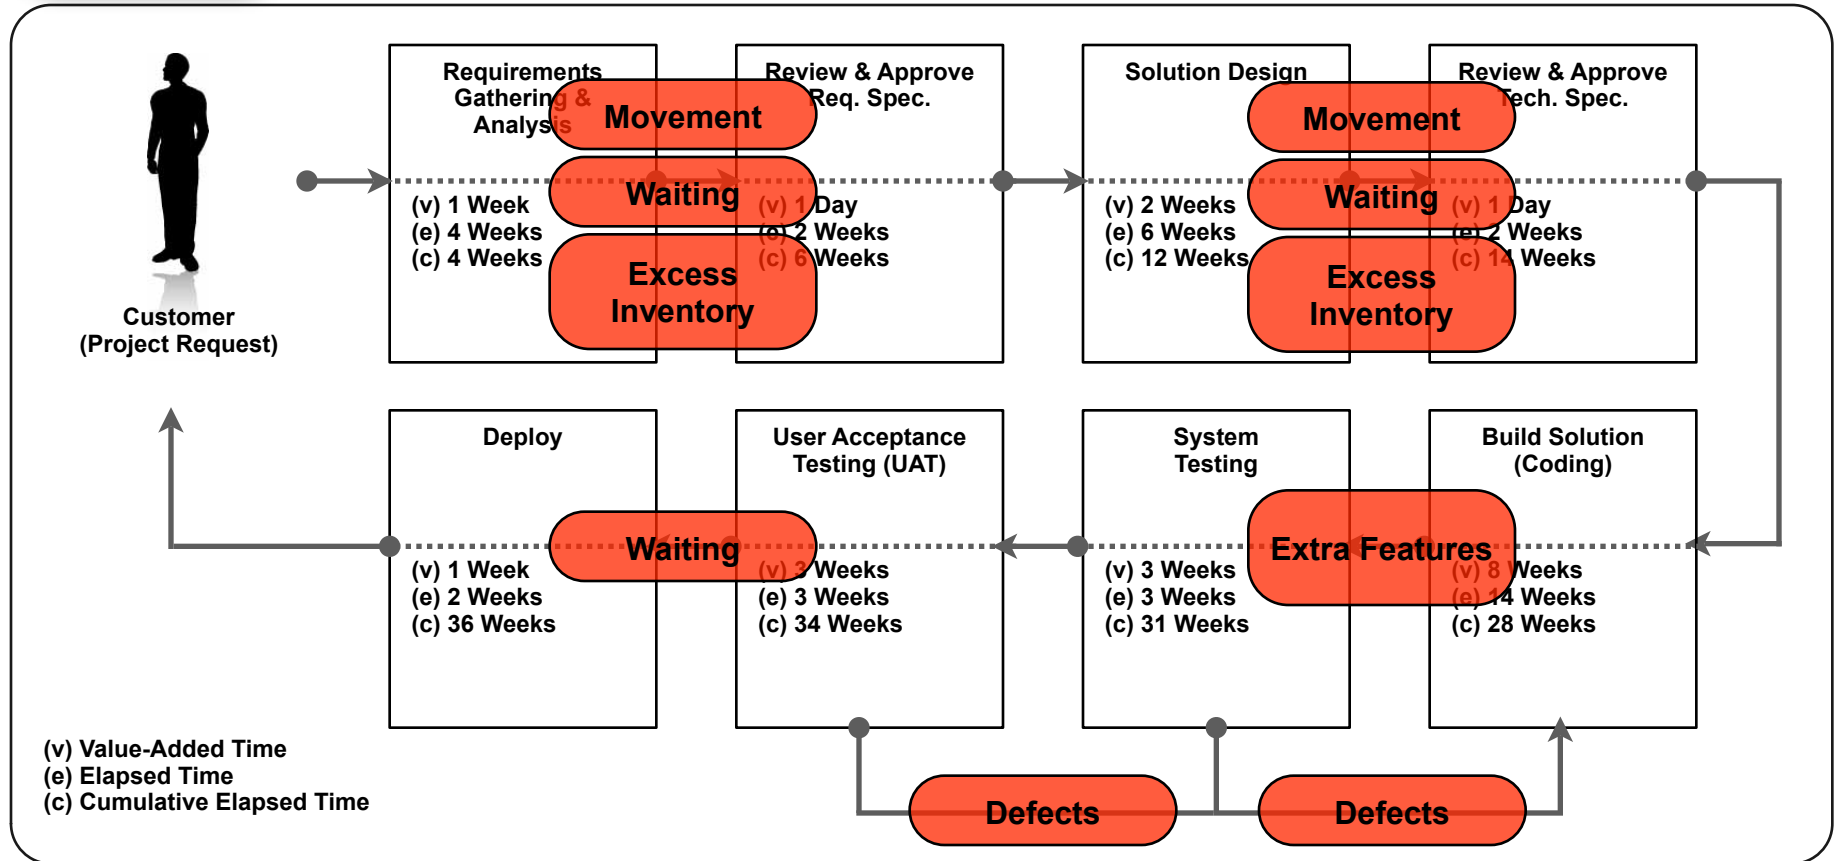 Requirements
Gathering &
Analysis
Review & Approve
Req. Spec.
Solution Design
Review & Approve
Tech. Spec.
Movement
Waiting
Excess
Inventory
Movement
Waiting
Excess
Inventory
(v) 1 Week
(e) 4 Weeks
(c) 4 Weeks
(v) 1 Day
(e) 2 Weeks
(c) 6 Weeks
(v) 2 Weeks
(e) 6 Weeks
(c) 12 Weeks
(v) 1 Day
(e) 2 Weeks
(c) 14 Weeks
Customer
(Project Request)
Deploy
User Acceptance
Testing (UAT)
System
Testing
Build Solution
(Coding)
Waiting
Extra Features
(v) 1 Week
(e) 2 Weeks
(c) 36 Weeks
(v) 3 Weeks
(e) 3 Weeks
(c) 34 Weeks
(v) 3 Weeks
(e) 3 Weeks
(c) 31 Weeks
(v) 8 Weeks
(e) 14 Weeks
(c) 28 Weeks
(v) Value-Added Time
(e) Elapsed Time
(c) Cumulative Elapsed Time
Defects
Defects